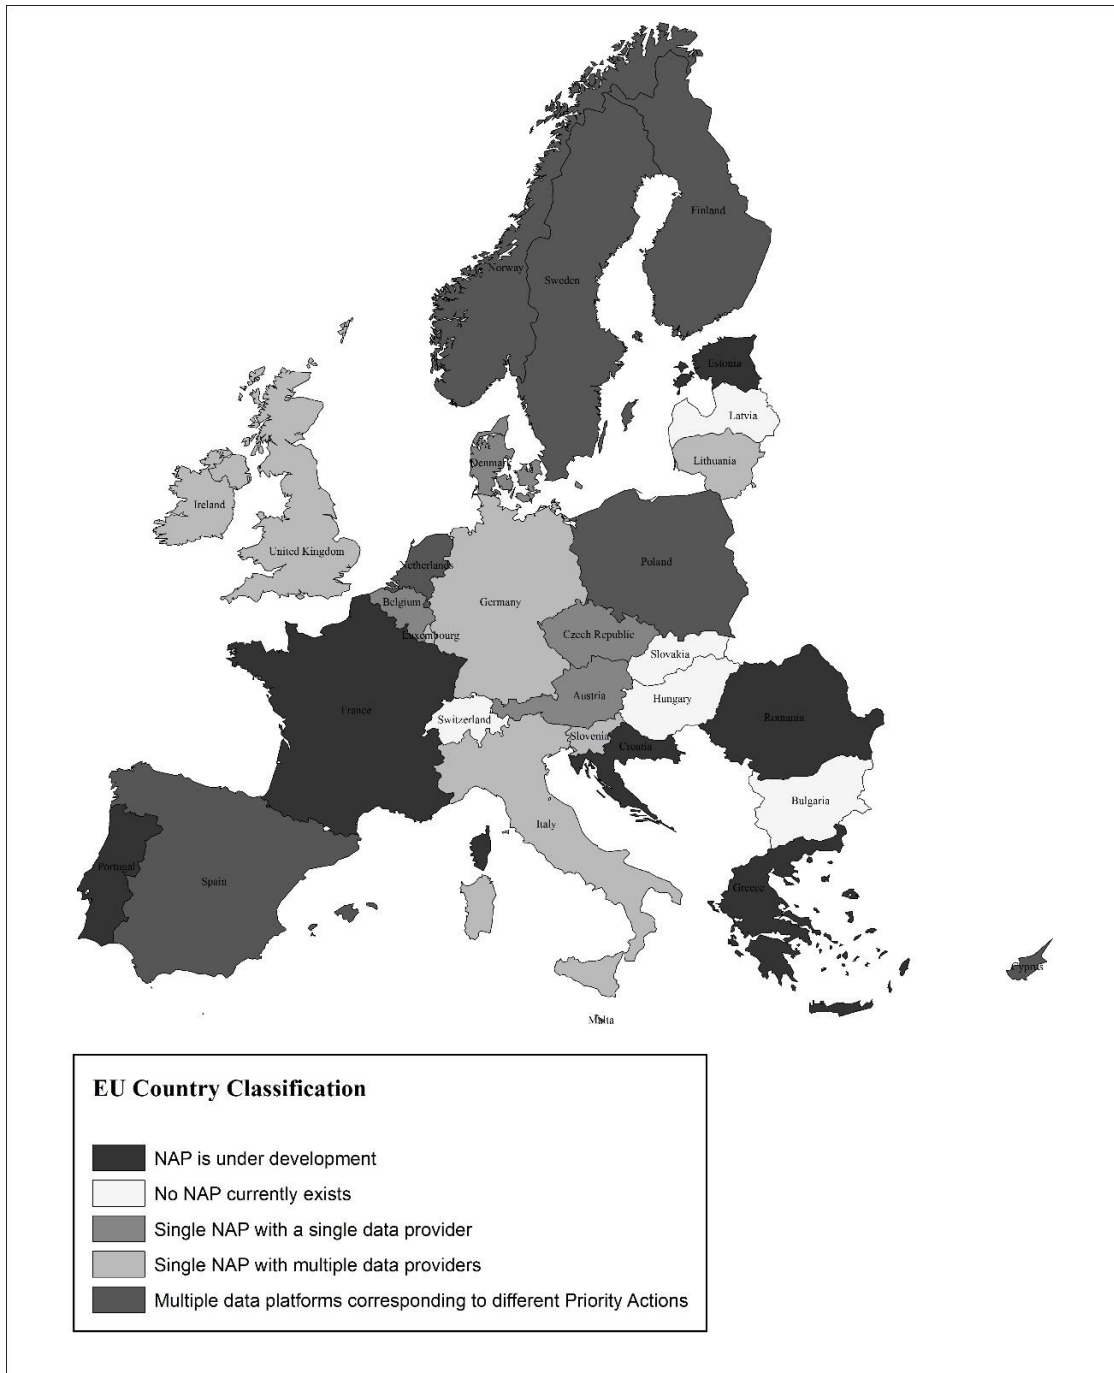 Finland
Norway
Sweden
Estonia
Latvia
Denmar
Lithuania
Ireland
United Kingdom
Netherlands
Poland
Belgium
Germany
Luxembourg
Czech Republic
Slovakia
Austria
Hungary
France
Switzerland
Romania
Slovenia
Croatia
Bulgaria
Italy
Portugal
Spain
Greece
Cyprus
Malta
EU Country Classification
NAP is under development
No NAP currently exists
Single NAP with a single data provider
Single NAP with multiple data providers
Multiple data platforms corresponding to different Priority Actions